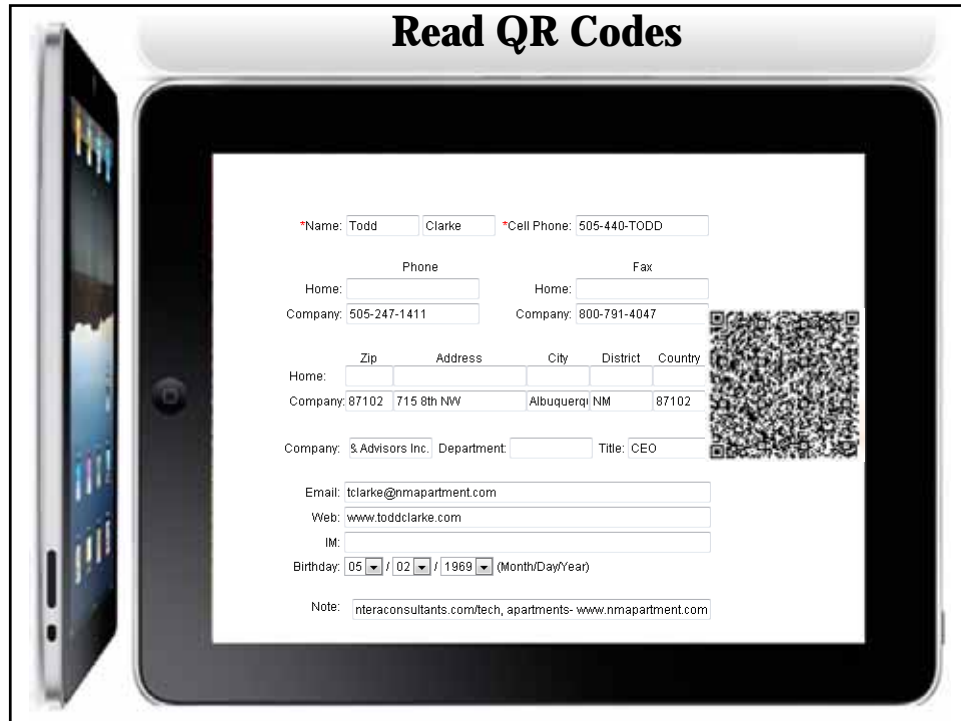 Read QR Codes
*Name: Todd Clarke *Cell Phone: 505-440-TODD
Phone Fax
Home: Home:
Company: 505-247-1411 Company: 800-791-4047
Zip Address City District Country
Home:
Company: 87102 715 8th NW Albuquerq NM 87102
Company: & Advisors Inc. Department: Title: CEO
Email: tclarke@nmapartment.com
Web: www.toddclarke.com
IM:
Birthday: 05 / 02 / 1969 (Month/Day/Year)
Note: nteraconsultants.com/tech, apartments- www.nmapartment.com